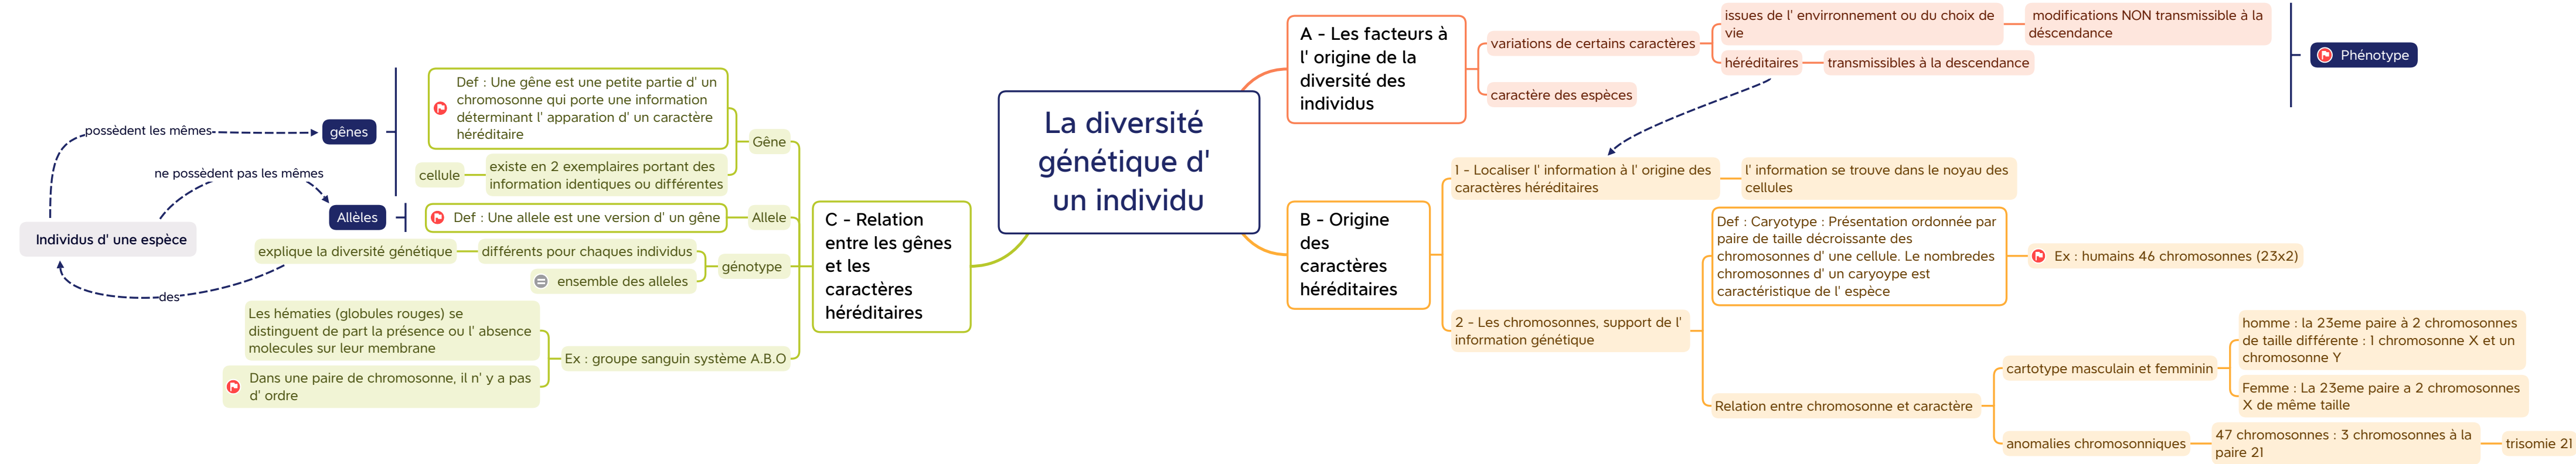 La diversité
génétique d' 
un individu
A - Les facteurs à
l' origine de la
diversité des
individus
variations de certains caractères
issues de l' envirronnement ou du choix de
vie
modifications NON transmissible à la
déscendance
héréditaires
transmissibles à la descendance
caractère des espèces
Phénotype
B - Origine
des
caractères
héréditaires
1 - Localiser l' information à l' origine des
caractères héréditaires
l' information se trouve dans le noyau des
cellules
2 - Les chromosonnes, support de l'
information génétique
Def : Caryotype : Présentation ordonnée par
paire de taille décroissante des
chromosonnes d' une cellule. Le nombredes
chromosonnes d' un caryoype est
caractéristique de l' espèce
Ex : humains 46 chromosonnes (23x2)
Relation entre chromosonne et caractère
cartotype masculain et femminin
homme : la 23eme paire à 2 chromosonnes
de taille différente : 1 chromosonne X et un
chromosonne Y
Femme : La 23eme paire a 2 chromosonnes
X de même taille
anomalies chromosonniques
47 chromosonnes : 3 chromosonnes à la
paire 21
trisomie 21
C - Relation
entre les gênes
et les
caractères
héréditaires
Gêne
Def : Une gêne est une petite partie d' un
chromosonne qui porte une information
déterminant l' apparation d' un caractère
héréditaire
existe en 2 exemplaires portant des
information identiques ou différentes
cellule
Allele
Def : Une allele est une version d' un gêne
génotype
différents pour chaques individus
explique la diversité génétique
ensemble des alleles
Ex : groupe sanguin système A.B.O
Les hématies (globules rouges) se
distinguent de part la présence ou l' absence
molecules sur leur membrane
Dans une paire de chromosonne, il n' y a pas
d' ordre
gênes
Allèles
possèdent les mêmes
ne possèdent pas les mêmes
Individus d' une espèce
des